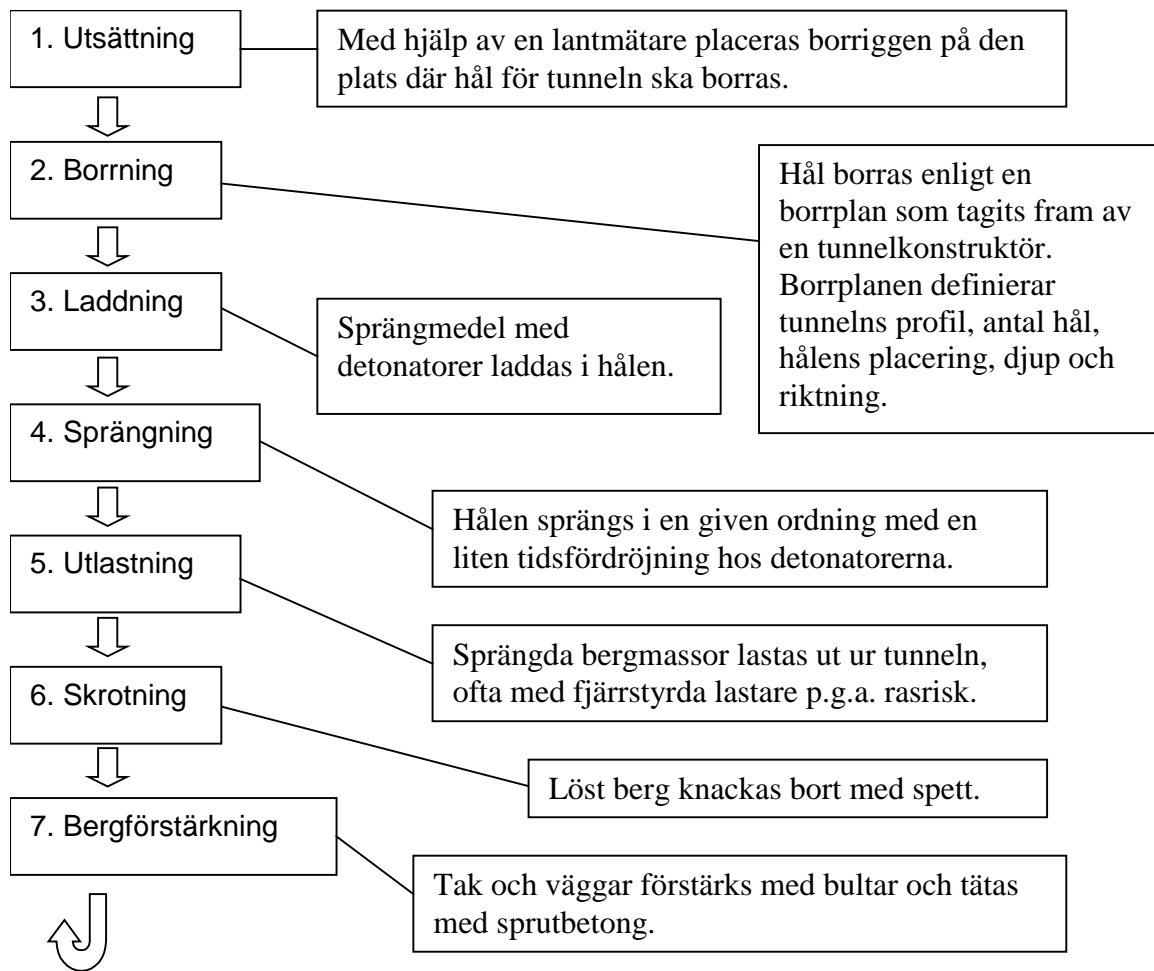 1. Utsättning
Med hjälp av en lantmätare placeras borriggen på den
plats där hål för tunneln ska borras.
2. Borrning
Hål borras enligt en
borrplan som tagits fram av
en tunnelkonstruktör.
Borrplanen definierar
tunnelns profil, antal hål,
hålens placering, djup och
riktning.
3. Laddning
Sprängmedel med
detonatorer laddas i hålen.
4. Sprängning
Hålen sprängs i en given ordning med en
liten tidsfördröjning hos detonatorerna.
5. Utlastning
Sprängda bergmassor lastas ut ur tunneln,
ofta med fjärrstyrda lastare p.g.a. rasrisk.
6. Skrotning
Löst berg knackas bort med spett.
7. Bergförstärkning
Tak och väggar förstärks med bultar och tätas
med sprutbetong.